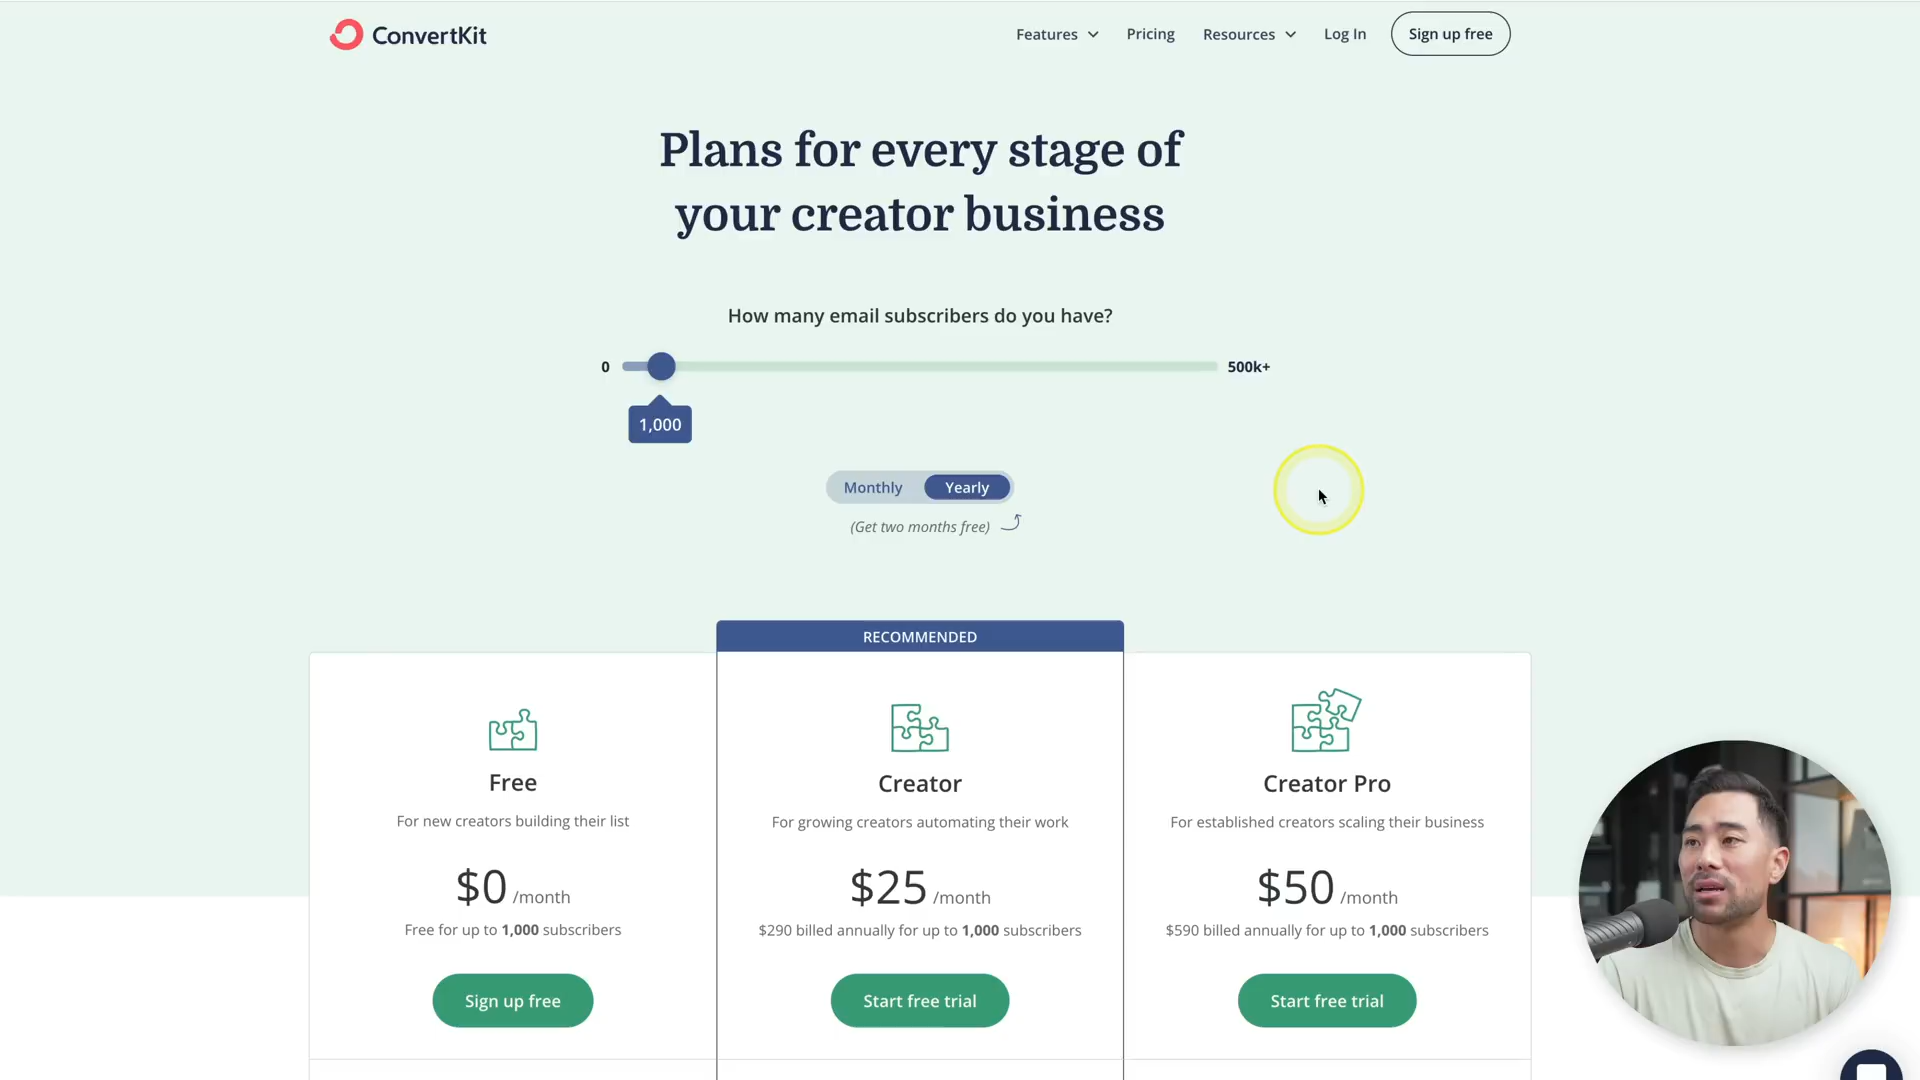 ConvertKit
Features Pricing Resources Log In Sign up free
Plans for every stage of
your creator business
How many email subscribers do you have?
0 500k+
1,000
Monthly Yearly
(Get two months free)
RECOMMENDED
Free
For new creators building their list
$0 /month
Free for up to 1,000 subscribers
Sign up free
Creator
For growing creators automating their work
$25 /month
$290 billed annually for up to 1,000 subscribers
Start free trial
Creator Pro
For established creators scaling their business
$50 /month
$590 billed annually for up to 1,000 subscribers
Start free trial